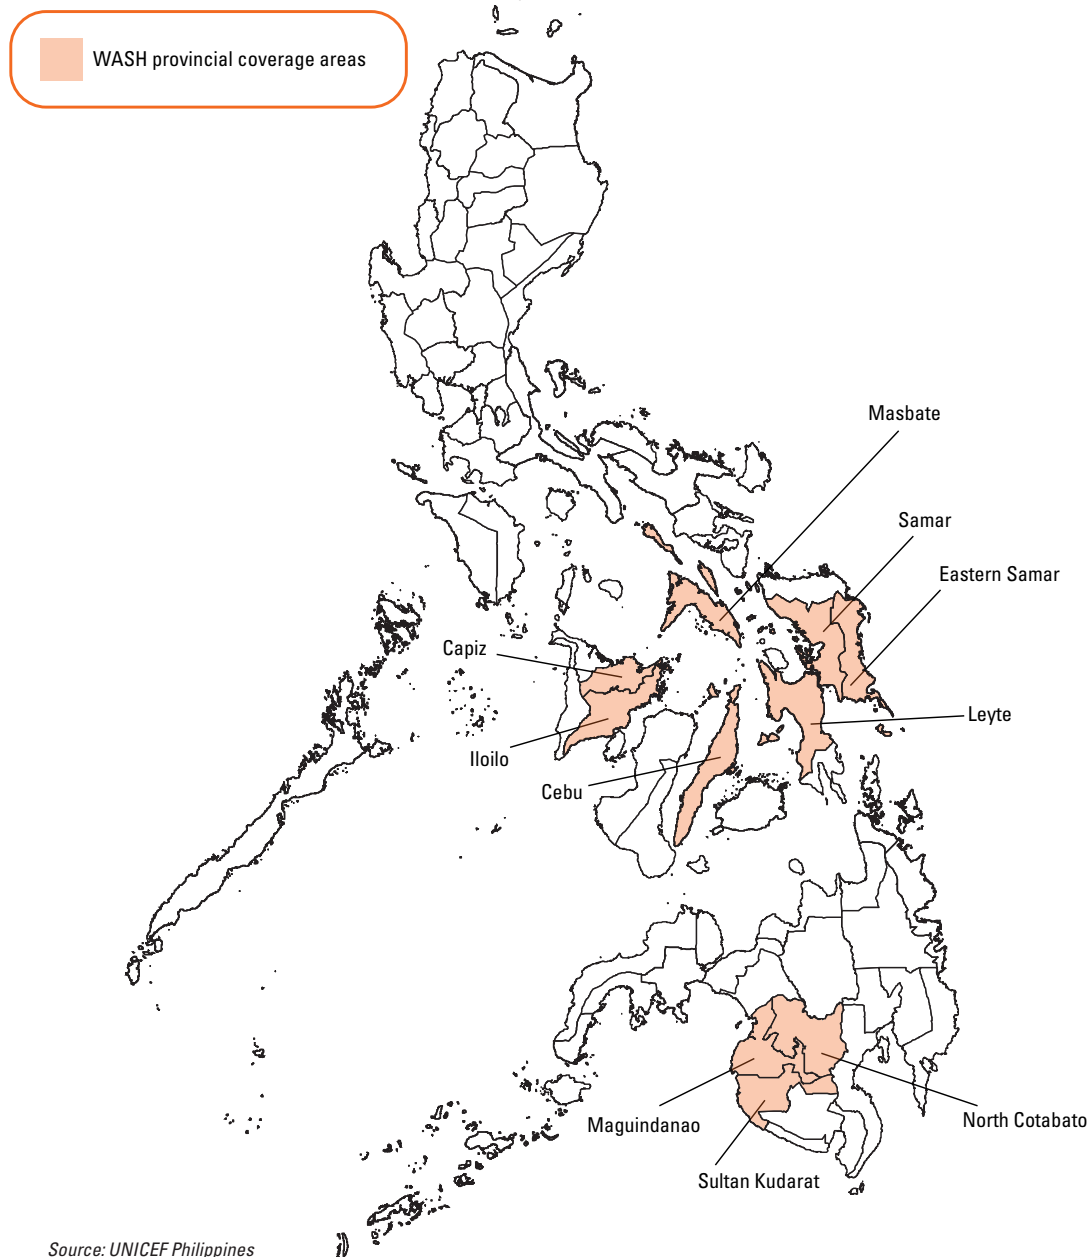 WASH provincial coverage areas
Masbate
Samar
Eastern Samar
Capiz
Leyte
Iloilo
Cebu
North Cotabato
Maguindanao
Sultan Kudarat
Source: UNICEF Philippines